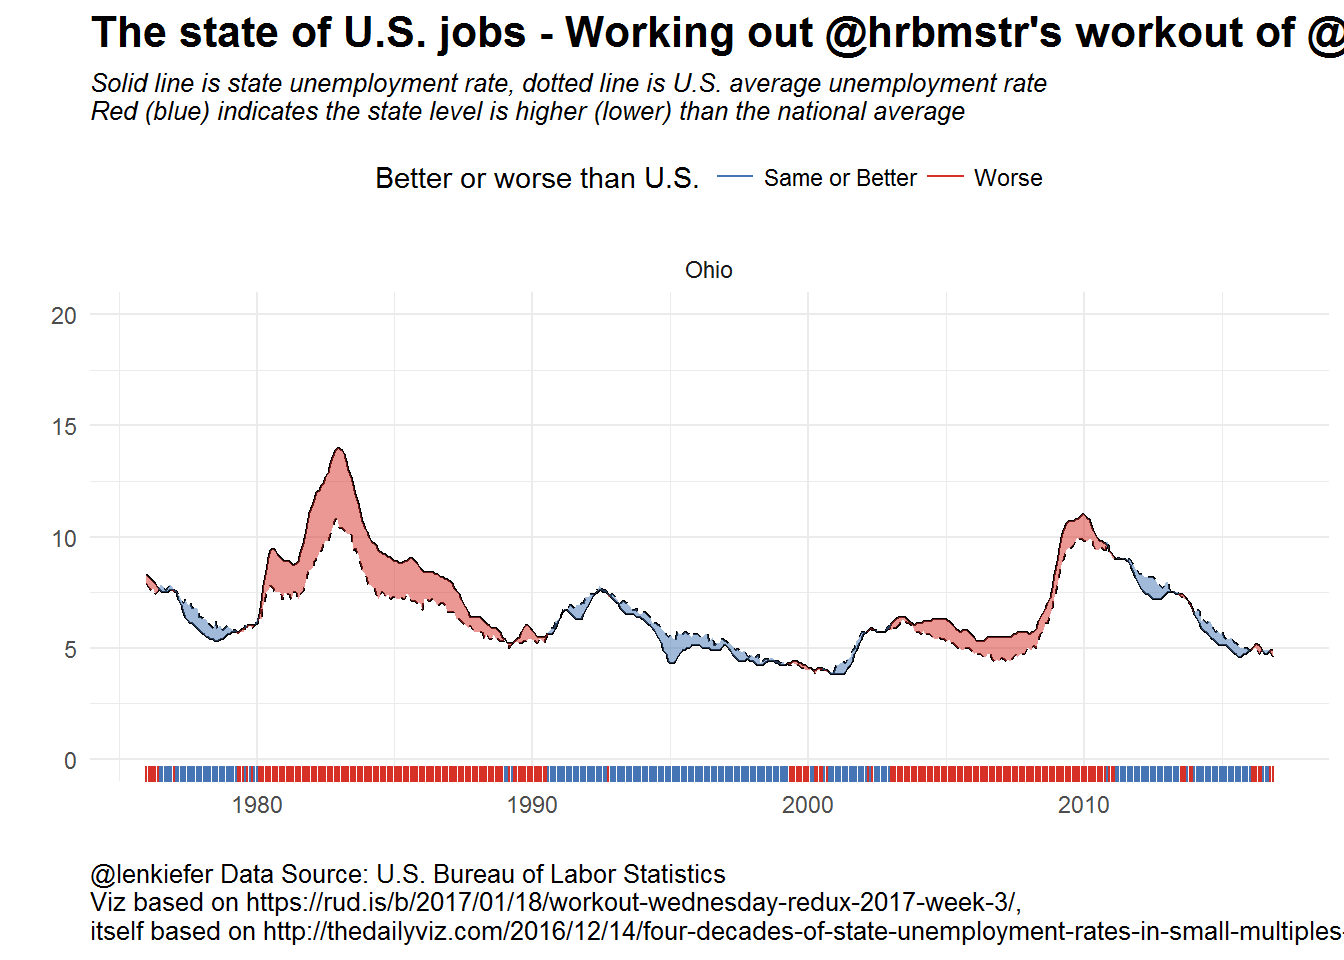 The state of U.S. jobs - Working out @hrbmstr's workout of @
Solid line is state unemployment rate, dotted line is U.S. average unemployment rate
Red (blue) indicates the state level is higher (lower) than the national average
Better or worse than U.S. Same or Better Worse
Ohio
20
15
10
5
0
1980 1990 2000 2010
@lenkiefer Data Source: U.S. Bureau of Labor Statistics
Viz based on https://rud.is/b/2017/01/18/workout-wednesday-redux-2017-week-3/,
itself based on http://thedailyviz.com/2016/12/14/four-decades-of-state-unemployment-rates-in-small-multiples-